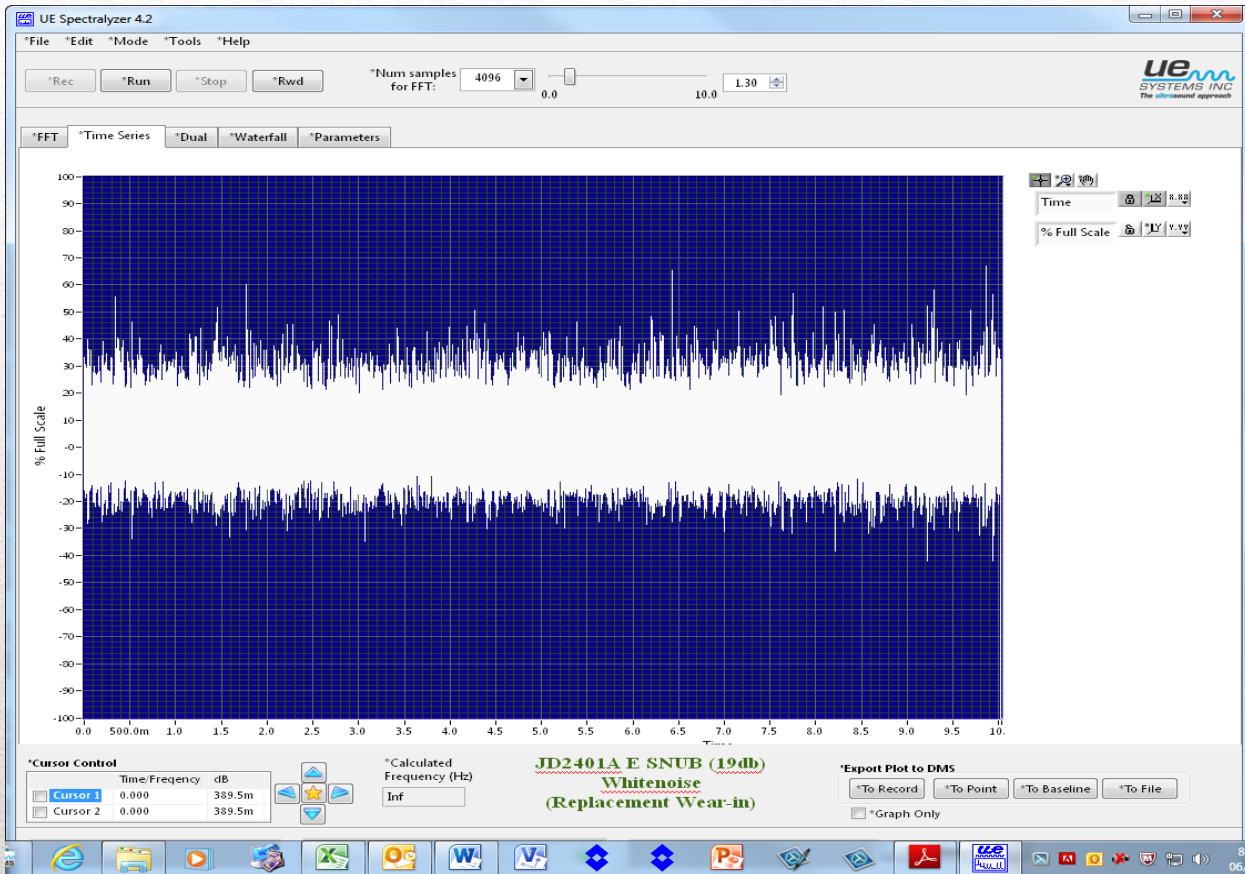 UE Spectralyzer 4.2
*File *Edit *Mode *Tools *Help
*Rec *Run *Stop *Rwd
*Num samples for FFT: 4096
0.0 10.0
1.30
ue
SYSTEMS INC
The ultrasound approach
*FFT *Time Series *Dual *Waterfall *Parameters
100
90
80
70
60
50
40
30
20
10
-0
-10
-20
-30
-40
-50
-60
-70
-80
-90
-100
% Full Scale
0.0 500.0m 1.0 1.5 2.0 2.5 3.0 3.5 4.0 4.5 5.0 5.5 6.0 6.5 7.0 7.5 8.0 8.5 9.0 9.5 10.
Time
% Full Scale
*Cursor Control
Time/Freqency dB
Cursor 1 0.000 389.5m
Cursor 2 0.000 389.5m
*Calculated
Frequency (Hz)
Inf
JD2401A E SNUB (19db)
Whitenoise
(Replacement Wear-in)
*Export Plot to DMS
*To Record *To Point *To Baseline *To File
*Graph Only